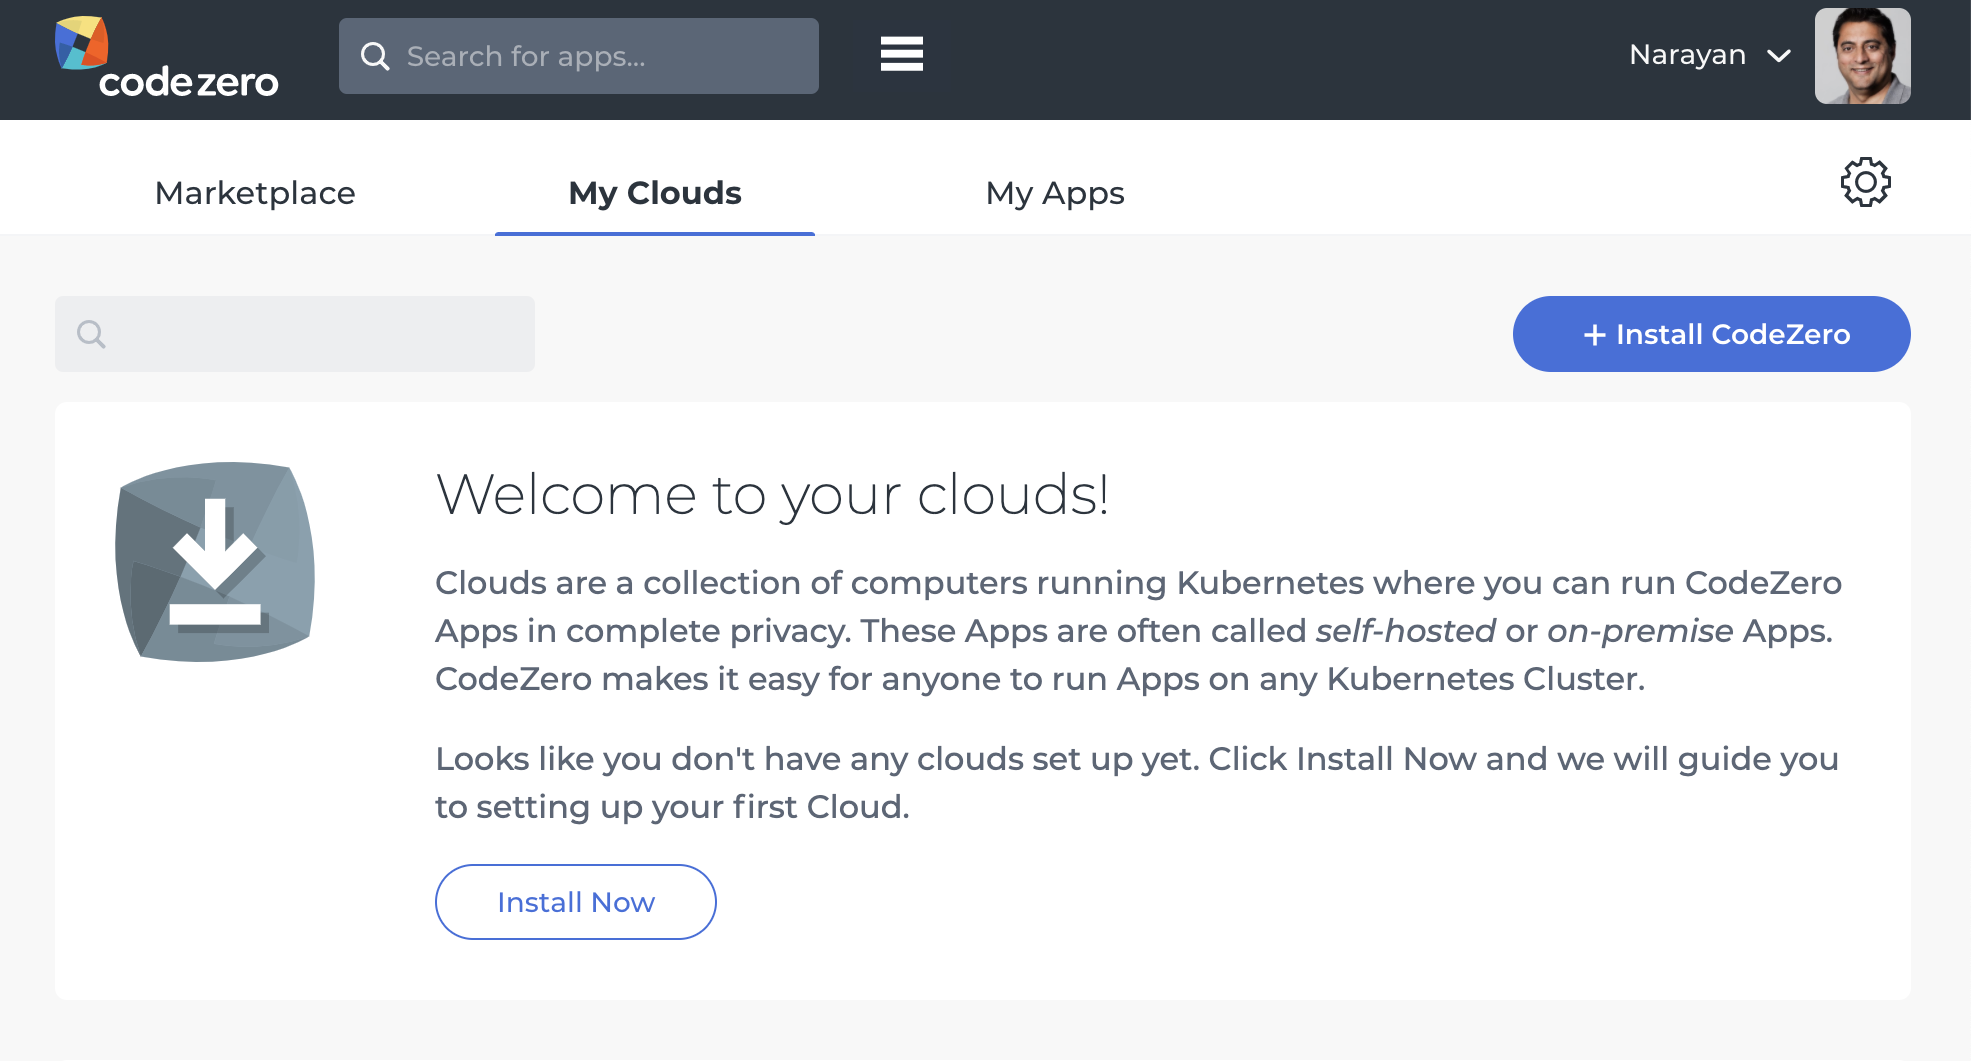 codezero
Search for apps...
Narayan
Marketplace
My Clouds
My Apps
+ Install CodeZero
Welcome to your clouds!
Clouds are a collection of computers running Kubernetes where you can run CodeZero
Apps in complete privacy. These Apps are often called self-hosted or on-premise Apps.
CodeZero makes it easy for anyone to run Apps on any Kubernetes Cluster.
Looks like you don't have any clouds set up yet. Click Install Now and we will guide you
to setting up your first Cloud.
Install Now